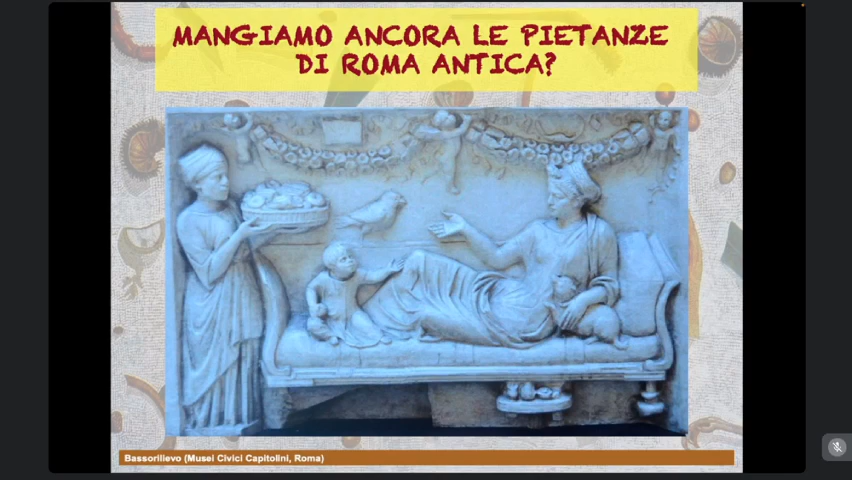 MANGIAMO ANCORA LE PIETANZE
DI ROMA ANTICA?
Bassorilievo (Musei Civici Capitolini, Roma)